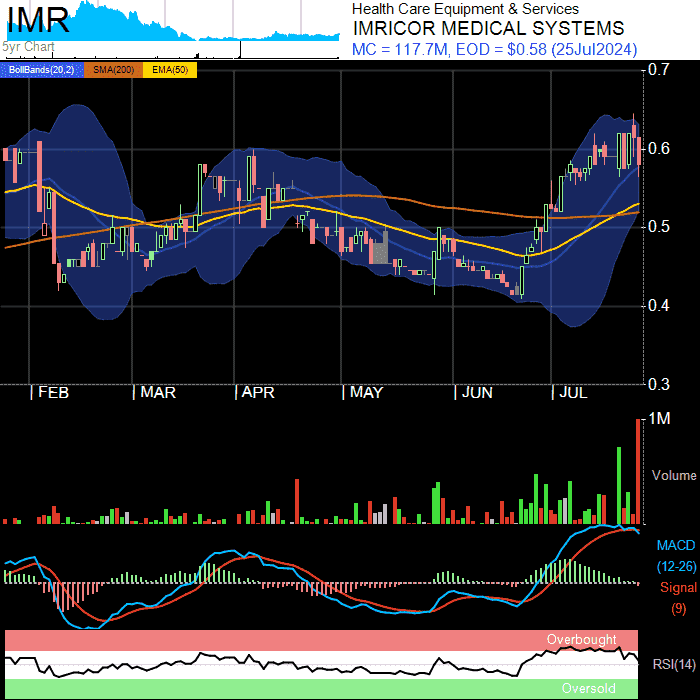 IMR
5yr Chart
Health Care Equipment & Services
IMRICOR MEDICAL SYSTEMS
MC = 117.7M, EOD = $0.58 (25Jul2024)
BollBands(20,2) SMA(200) EMA(50)
0.7
0.6
0.5
0.4
0.3
| FEB | MAR | APR | MAY | JUN | JUL
1M
Volume
MACD
(12-26)
Signal
(9)
Overbought
RSI(14)
Oversold